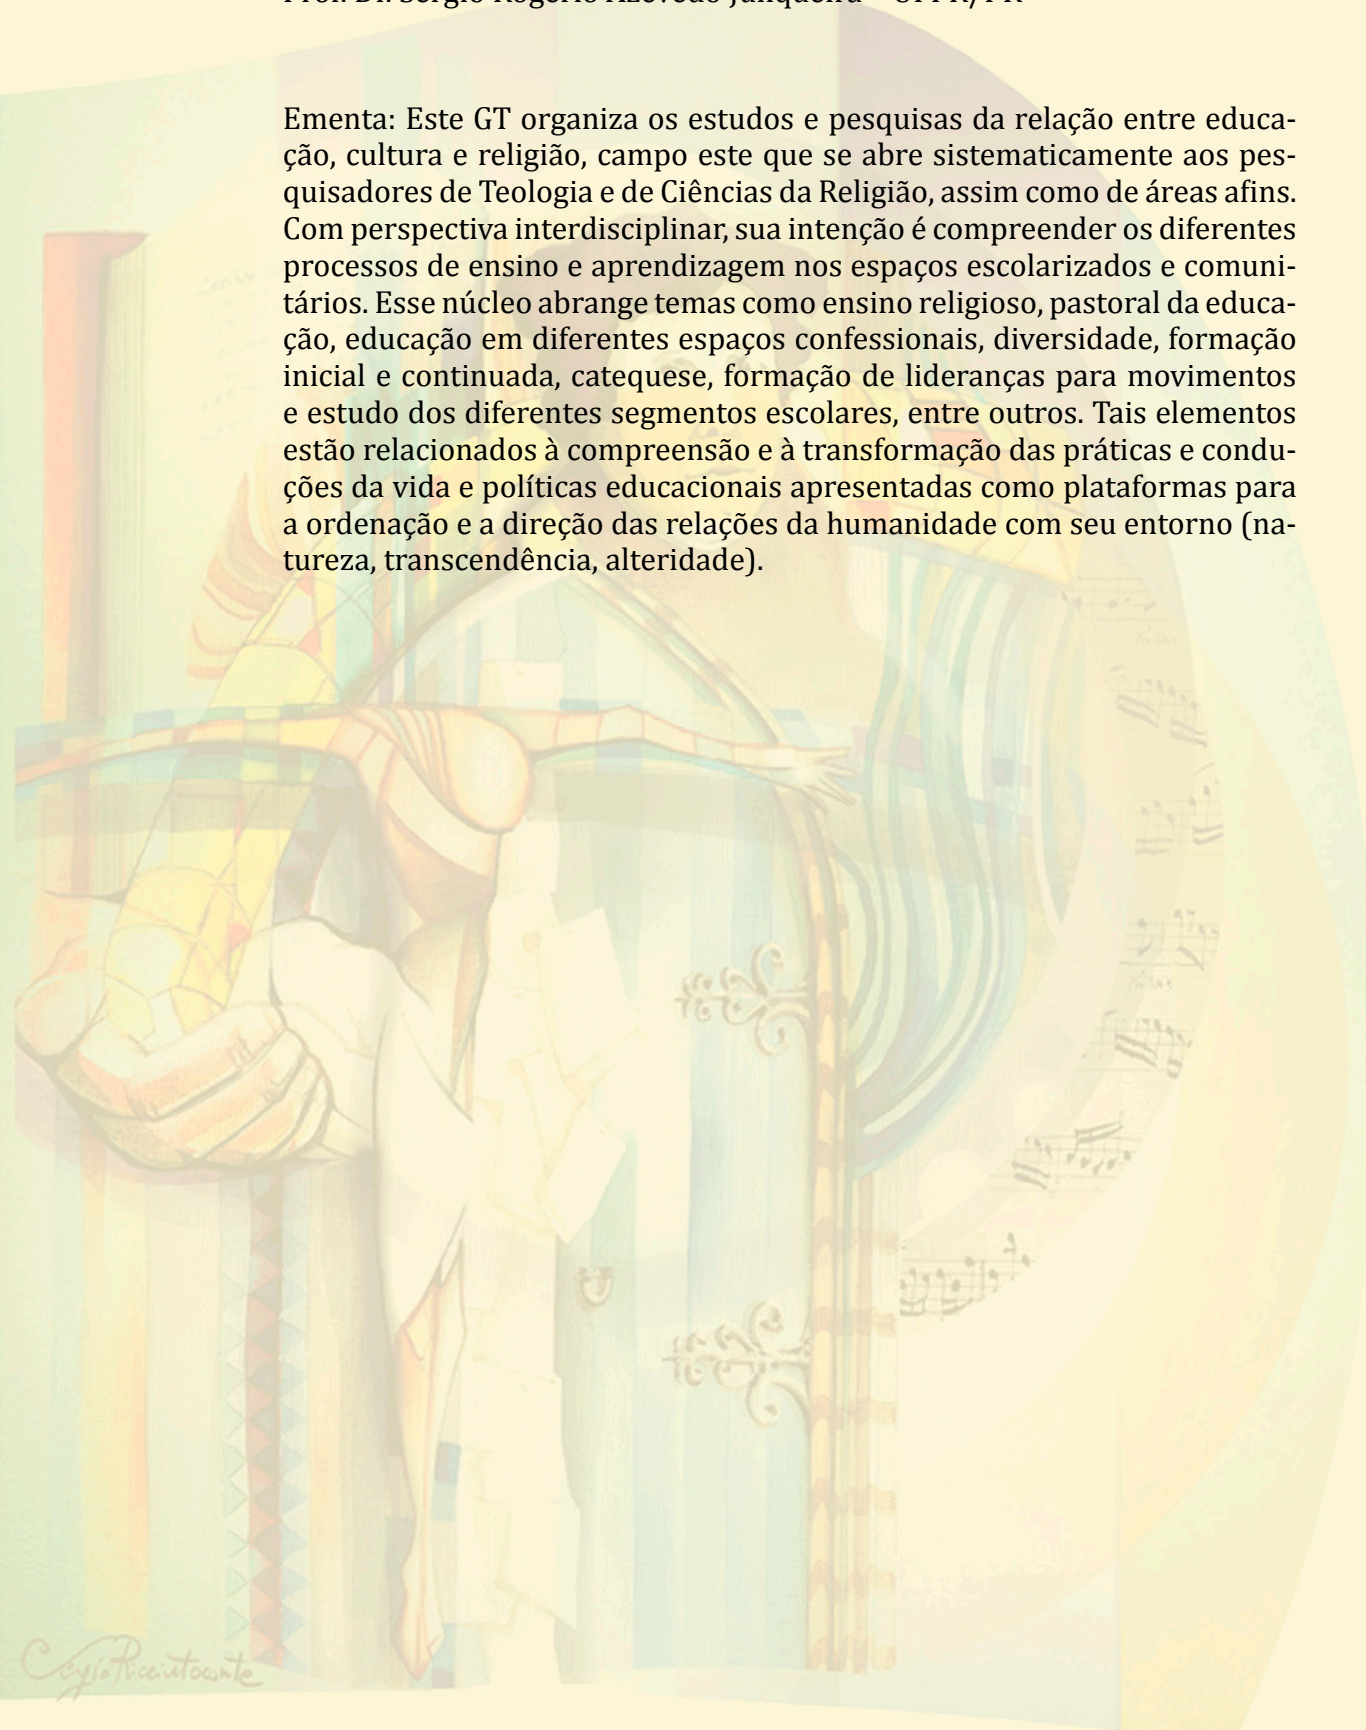 Ementa: Este GT organiza os estudos e pesquisas da relação entre educa-
ção, cultura e religião, campo este que se abre sistematicamente aos pes-
quisadores de Teologia e de Ciências da Religião, assim como de áreas afins.
Com perspectiva interdisciplinar, sua intenção é compreender os diferentes
processos de ensino e aprendizagem nos espaços escolarizados e comuni-
tários. Esse núcleo abrange temas como ensino religioso, pastoral da educa-
ção, educação em diferentes espaços confessionais, diversidade, formação
inicial e continuada, catequese, formação de lideranças para movimentos
e estudo dos diferentes segmentos escolares, entre outros. Tais elementos
estão relacionados à compreensão e à transformação das práticas e condu-
ções da vida e políticas educacionais apresentadas como plataformas para
a ordenação e a direção das relações da humanidade com seu entorno (na-
tureza, transcendência, alteridade).